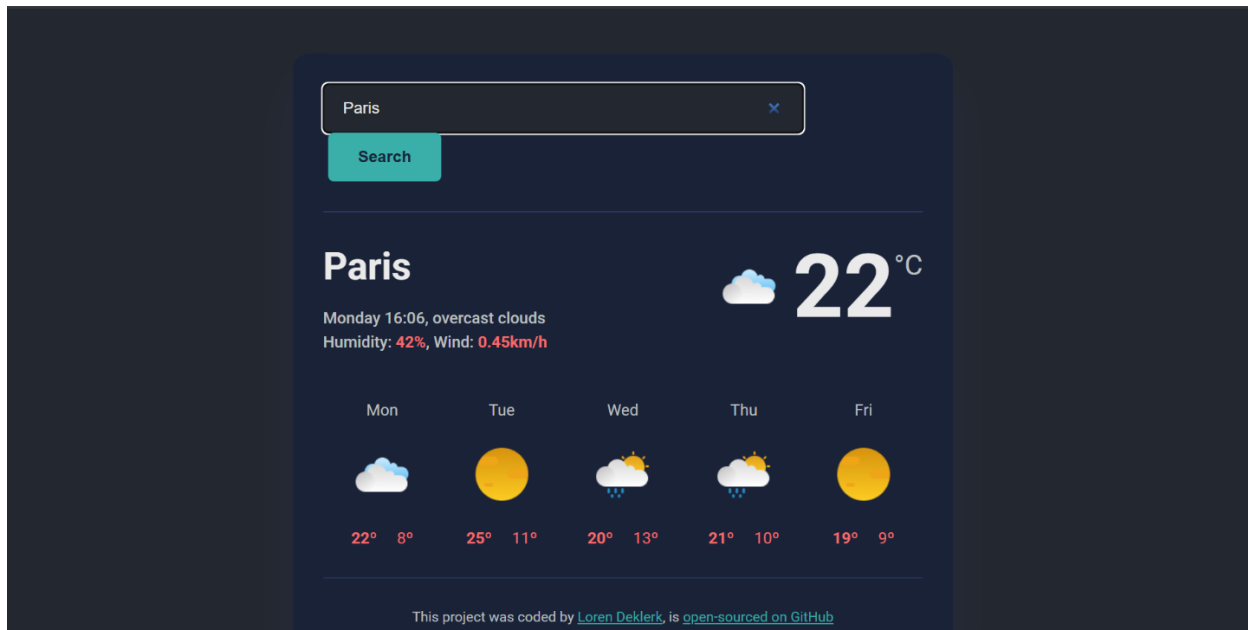 Paris
Search
Paris
22 °C
Monday 16:06, overcast clouds
Humidity: 42%, Wind: 0.45km/h
Mon Tue Wed Thu Fri
22° 8° 25° 11° 20° 13° 21° 10° 19° 9°
This project was coded by Loren Deklerk, is open-sourced on GitHub